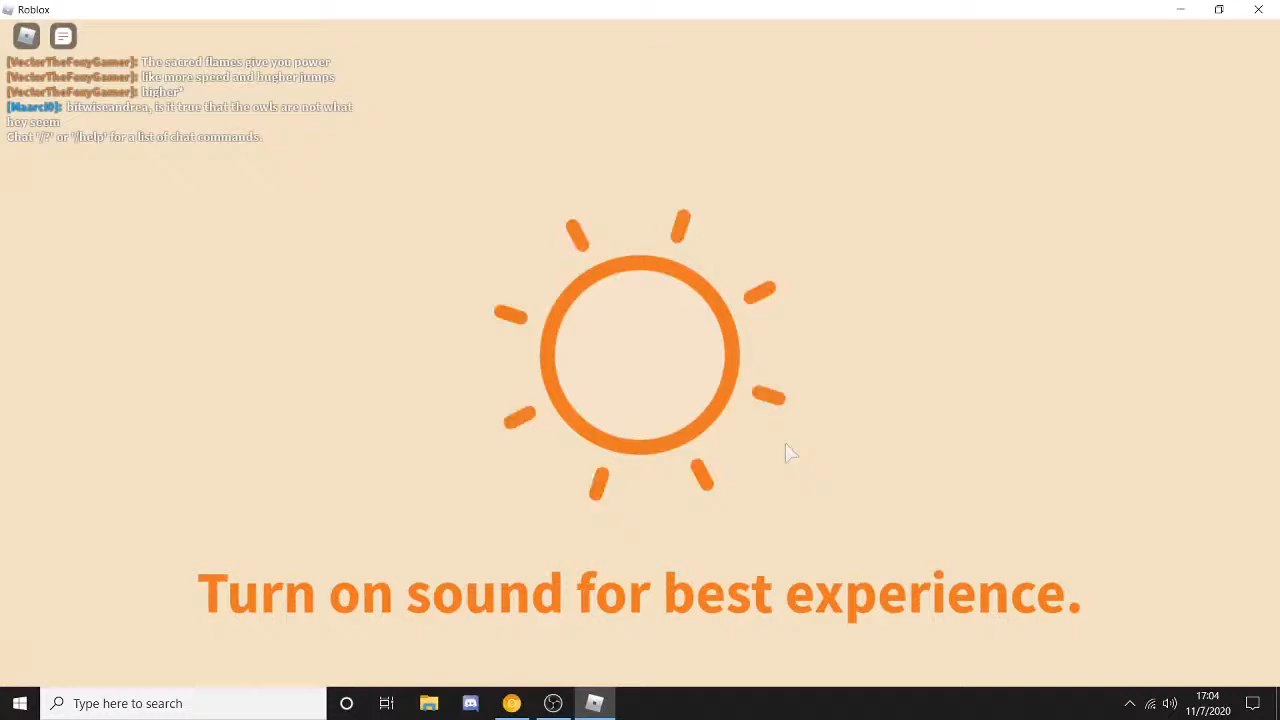 Roblox
[VectorTheFoxyGamer]: The sacred flames give you power
[VectorTheFoxyGamer]: like more speed and hugher jumps
[VectorTheFoxyGamer]: higher*
[Maarci0]: bitwiseandrea, is it true that the owls are not what
hey seem
Chat '/?' or '/help' for a list of chat commands.
Turn on sound for best experience.
Type here to search
17:04
11/7/2020